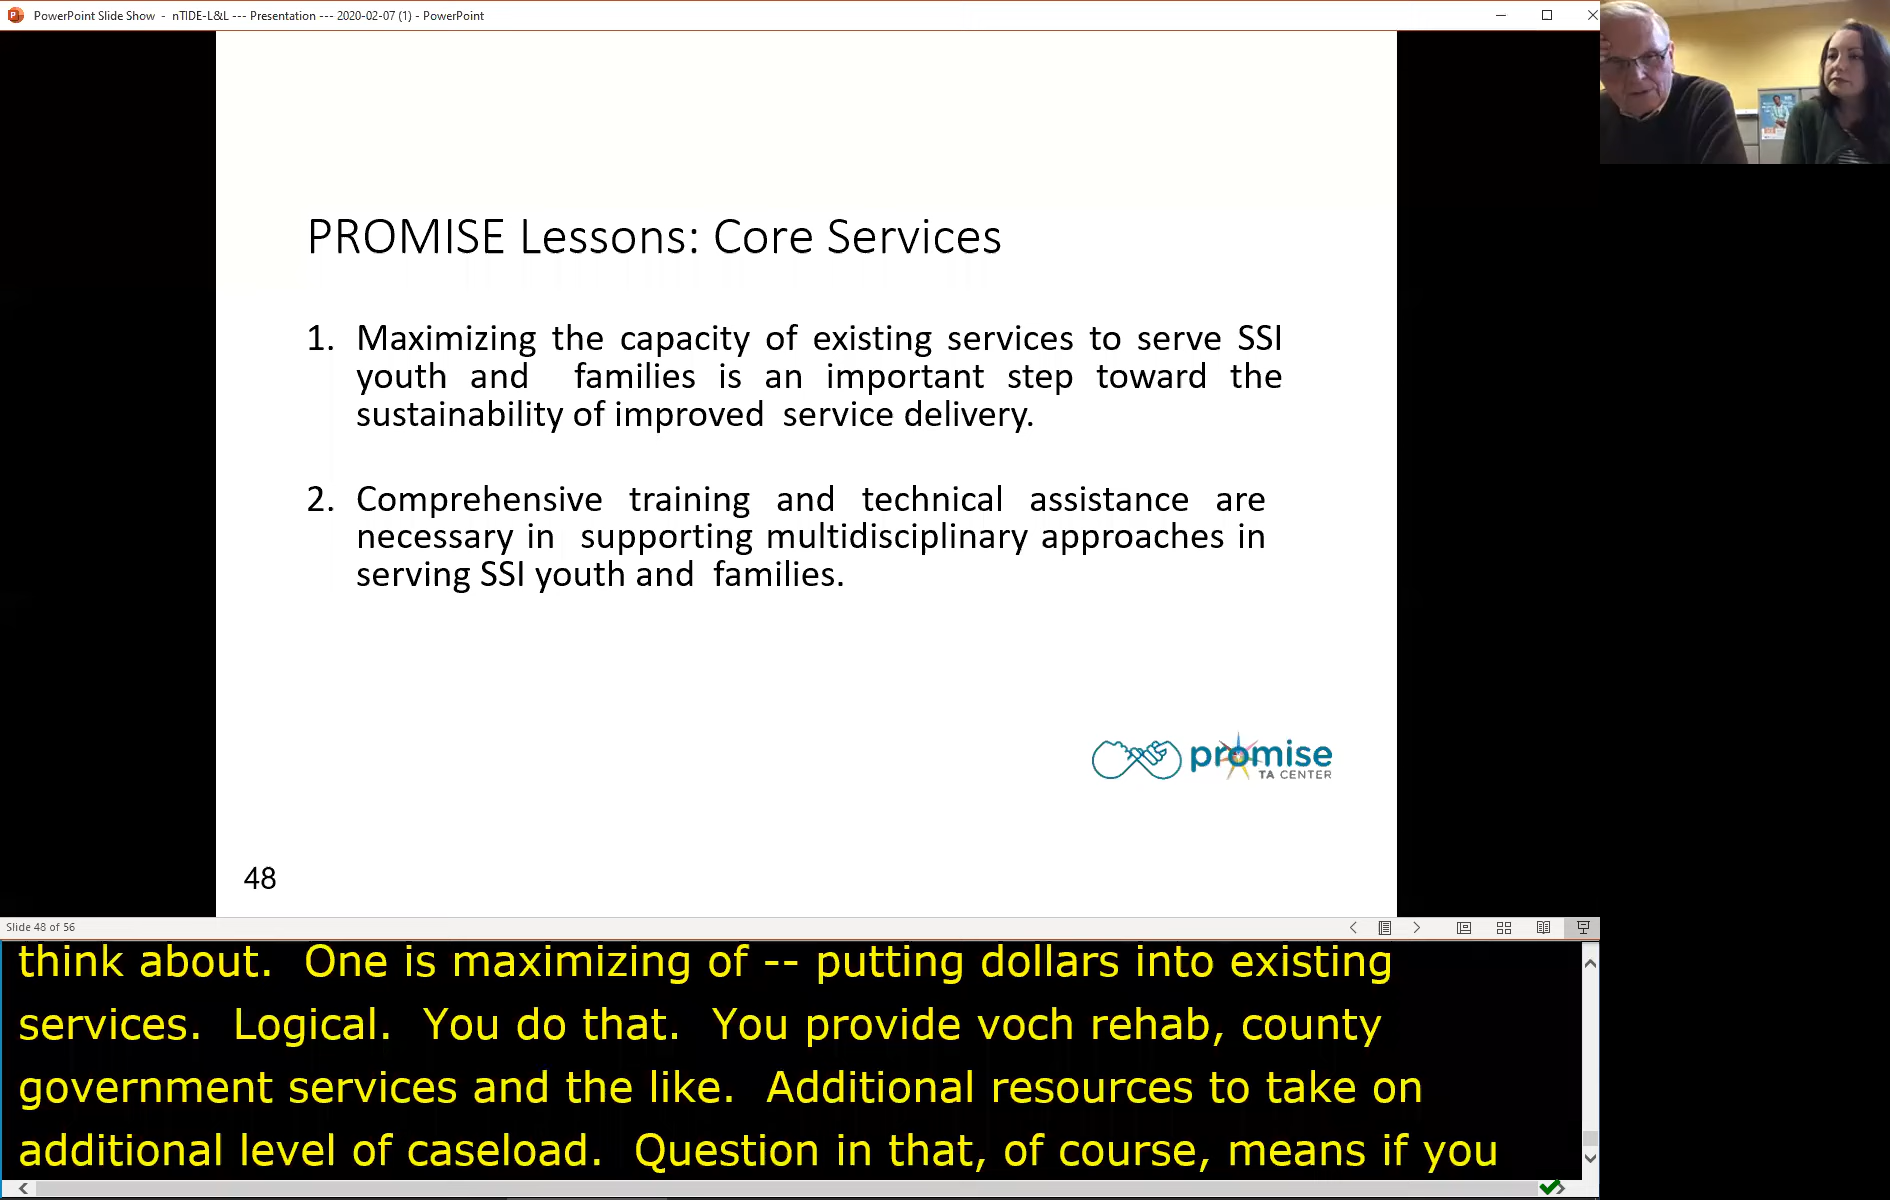 PowerPoint Slide Show - nTIDE-L&L --- Presentation --- 2020-02-07 (1) - PowerPoint
PROMISE Lessons: Core Services
1. Maximizing the capacity of existing services to serve SSI
youth and families is an important step toward the
sustainability of improved service delivery.
2. Comprehensive training and technical assistance are
necessary in supporting multidisciplinary approaches in
serving SSI youth and families.
promise
TA CENTER
48
Slide 48 of 56
think about. One is maximizing of -- putting dollars into existing
services. Logical. You do that. You provide voch rehab, county
government services and the like. Additional resources to take on
additional level of caseload. Question in that, of course, means if you